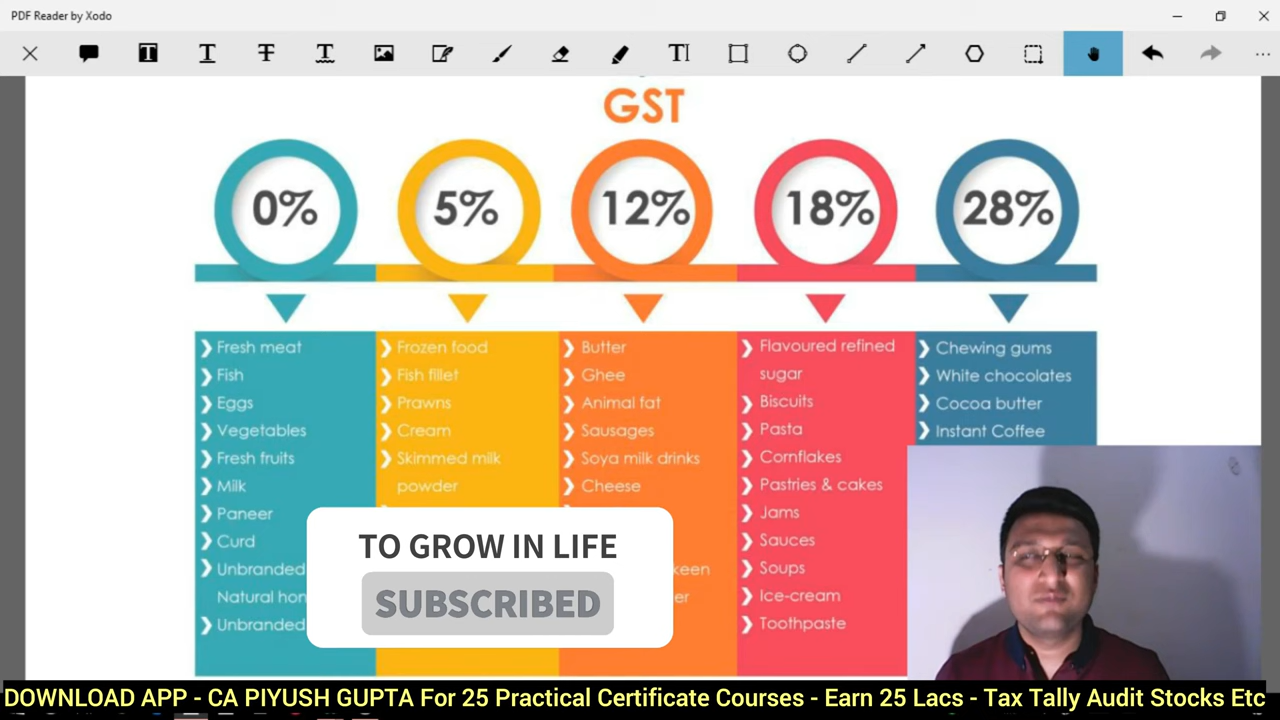 PDF Reader by Xodo
GST
0%
5%
12%
18%
28%
Fresh meat
Fish
Eggs
Vegetables
Fresh fruits
Milk
Paneer
Curd
Unbranded
Natural
Unbranded
Frozen food
Fish fillet
Prawns
Cream
Skimmed milk
powder
Butter
Ghee
Animal fat
Sausages
Soya milk drinks
Cheese
Flavoured refined
sugar
Biscuits
Pasta
Cornflakes
Pastries & cakes
Jams
Sauces
Soups
Ice-cream
Toothpaste
Chewing gums
White chocolates
Cocoa butter
Instant Coffee
TO GROW IN LIFE
SUBSCRIBED
DOWNLOAD APP - CA PIYUSH GUPTA For 25 Practical Certificate Courses - Earn 25 Lacs - Tax Tally Audit Stocks Etc